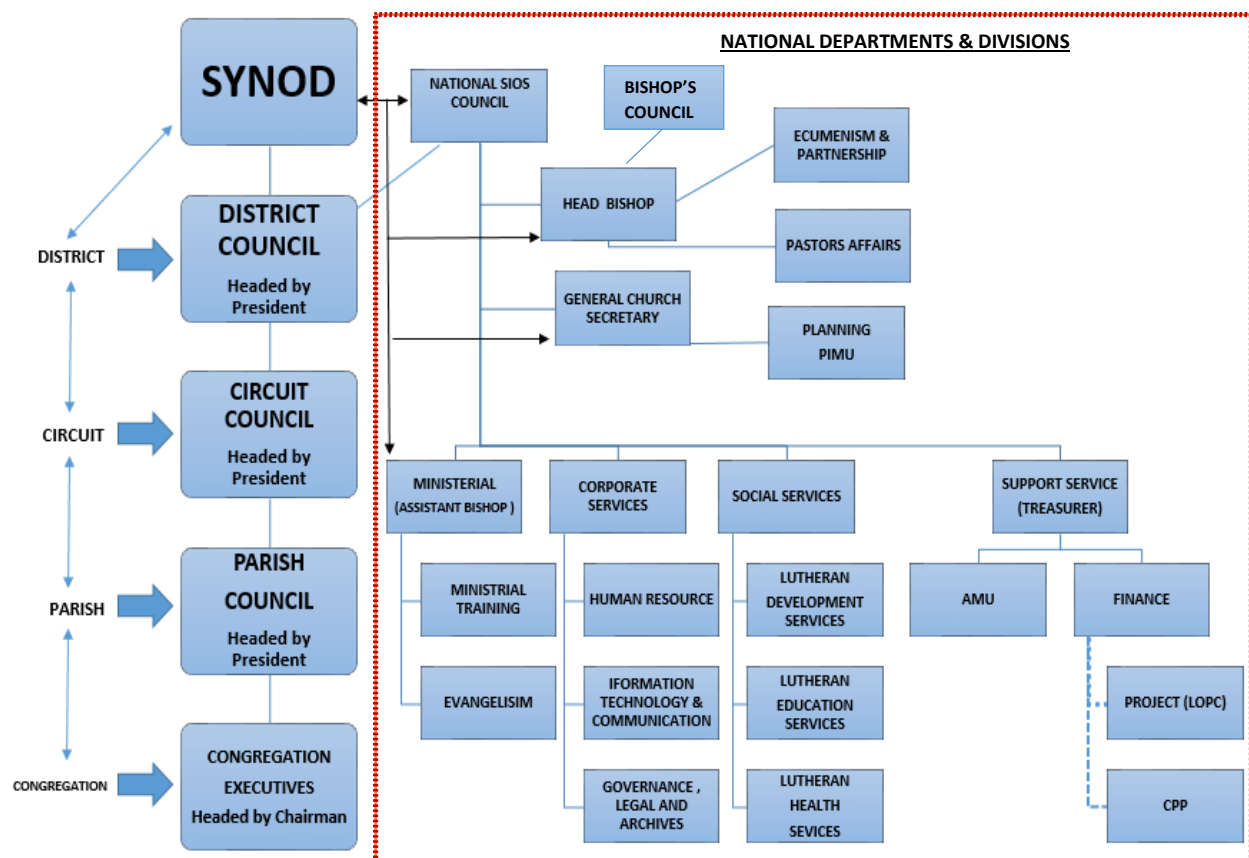 NATIONAL DEPARTMENTS & DIVISIONS
SYNOD
NATIONAL SIOS
COUNCIL
BISHOP'S
COUNCIL
ECUMENISM &
PARTNERSHIP
HEAD BISHOP
PASTORS AFFAIRS
GENERAL CHURCH
SECRETARY
PLANNING
PIMU
DISTRICT
DISTRICT
COUNCIL
Headed by
President
CIRCUIT
CIRCUIT
COUNCIL
Headed by
President
PARISH
PARISH
COUNCIL
Headed by
President
CONGREGATION
CONGREGATION
EXECUTIVES
Headed by Chairman
MINISTERIAL
(ASSISTANT BISHOP )
MINISTRIAL
TRAINING
EVANGELISIM
CORPORATE
SERVICES
HUMAN RESOURCE
IFORMATION
TECHNOLOGY &
COMMUNICATION
GOVERNANCE ,
LEGAL AND
ARCHIVES
SOCIAL SERVICES
LUTHERAN
DEVELOPMENT
SERVICES
LUTHERAN
EDUCATION
SERVICES
LUTHERAN
HEALTH
SEVICES
SUPPORT SERVICE
(TREASURER)
AMU
FINANCE
PROJECT (LOPC)
CPP